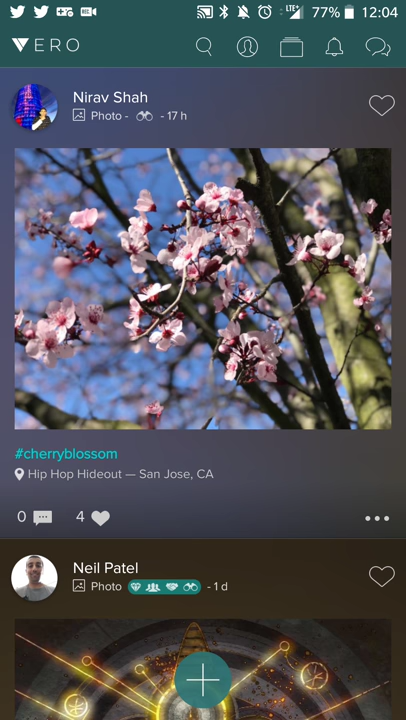 LTE+ 77% 12:04
VERO
Nirav Shah
Photo - - 17 h
#cherryblossom
Hip Hop Hideout — San Jose, CA
0 4
Neil Patel
Photo - 1 d